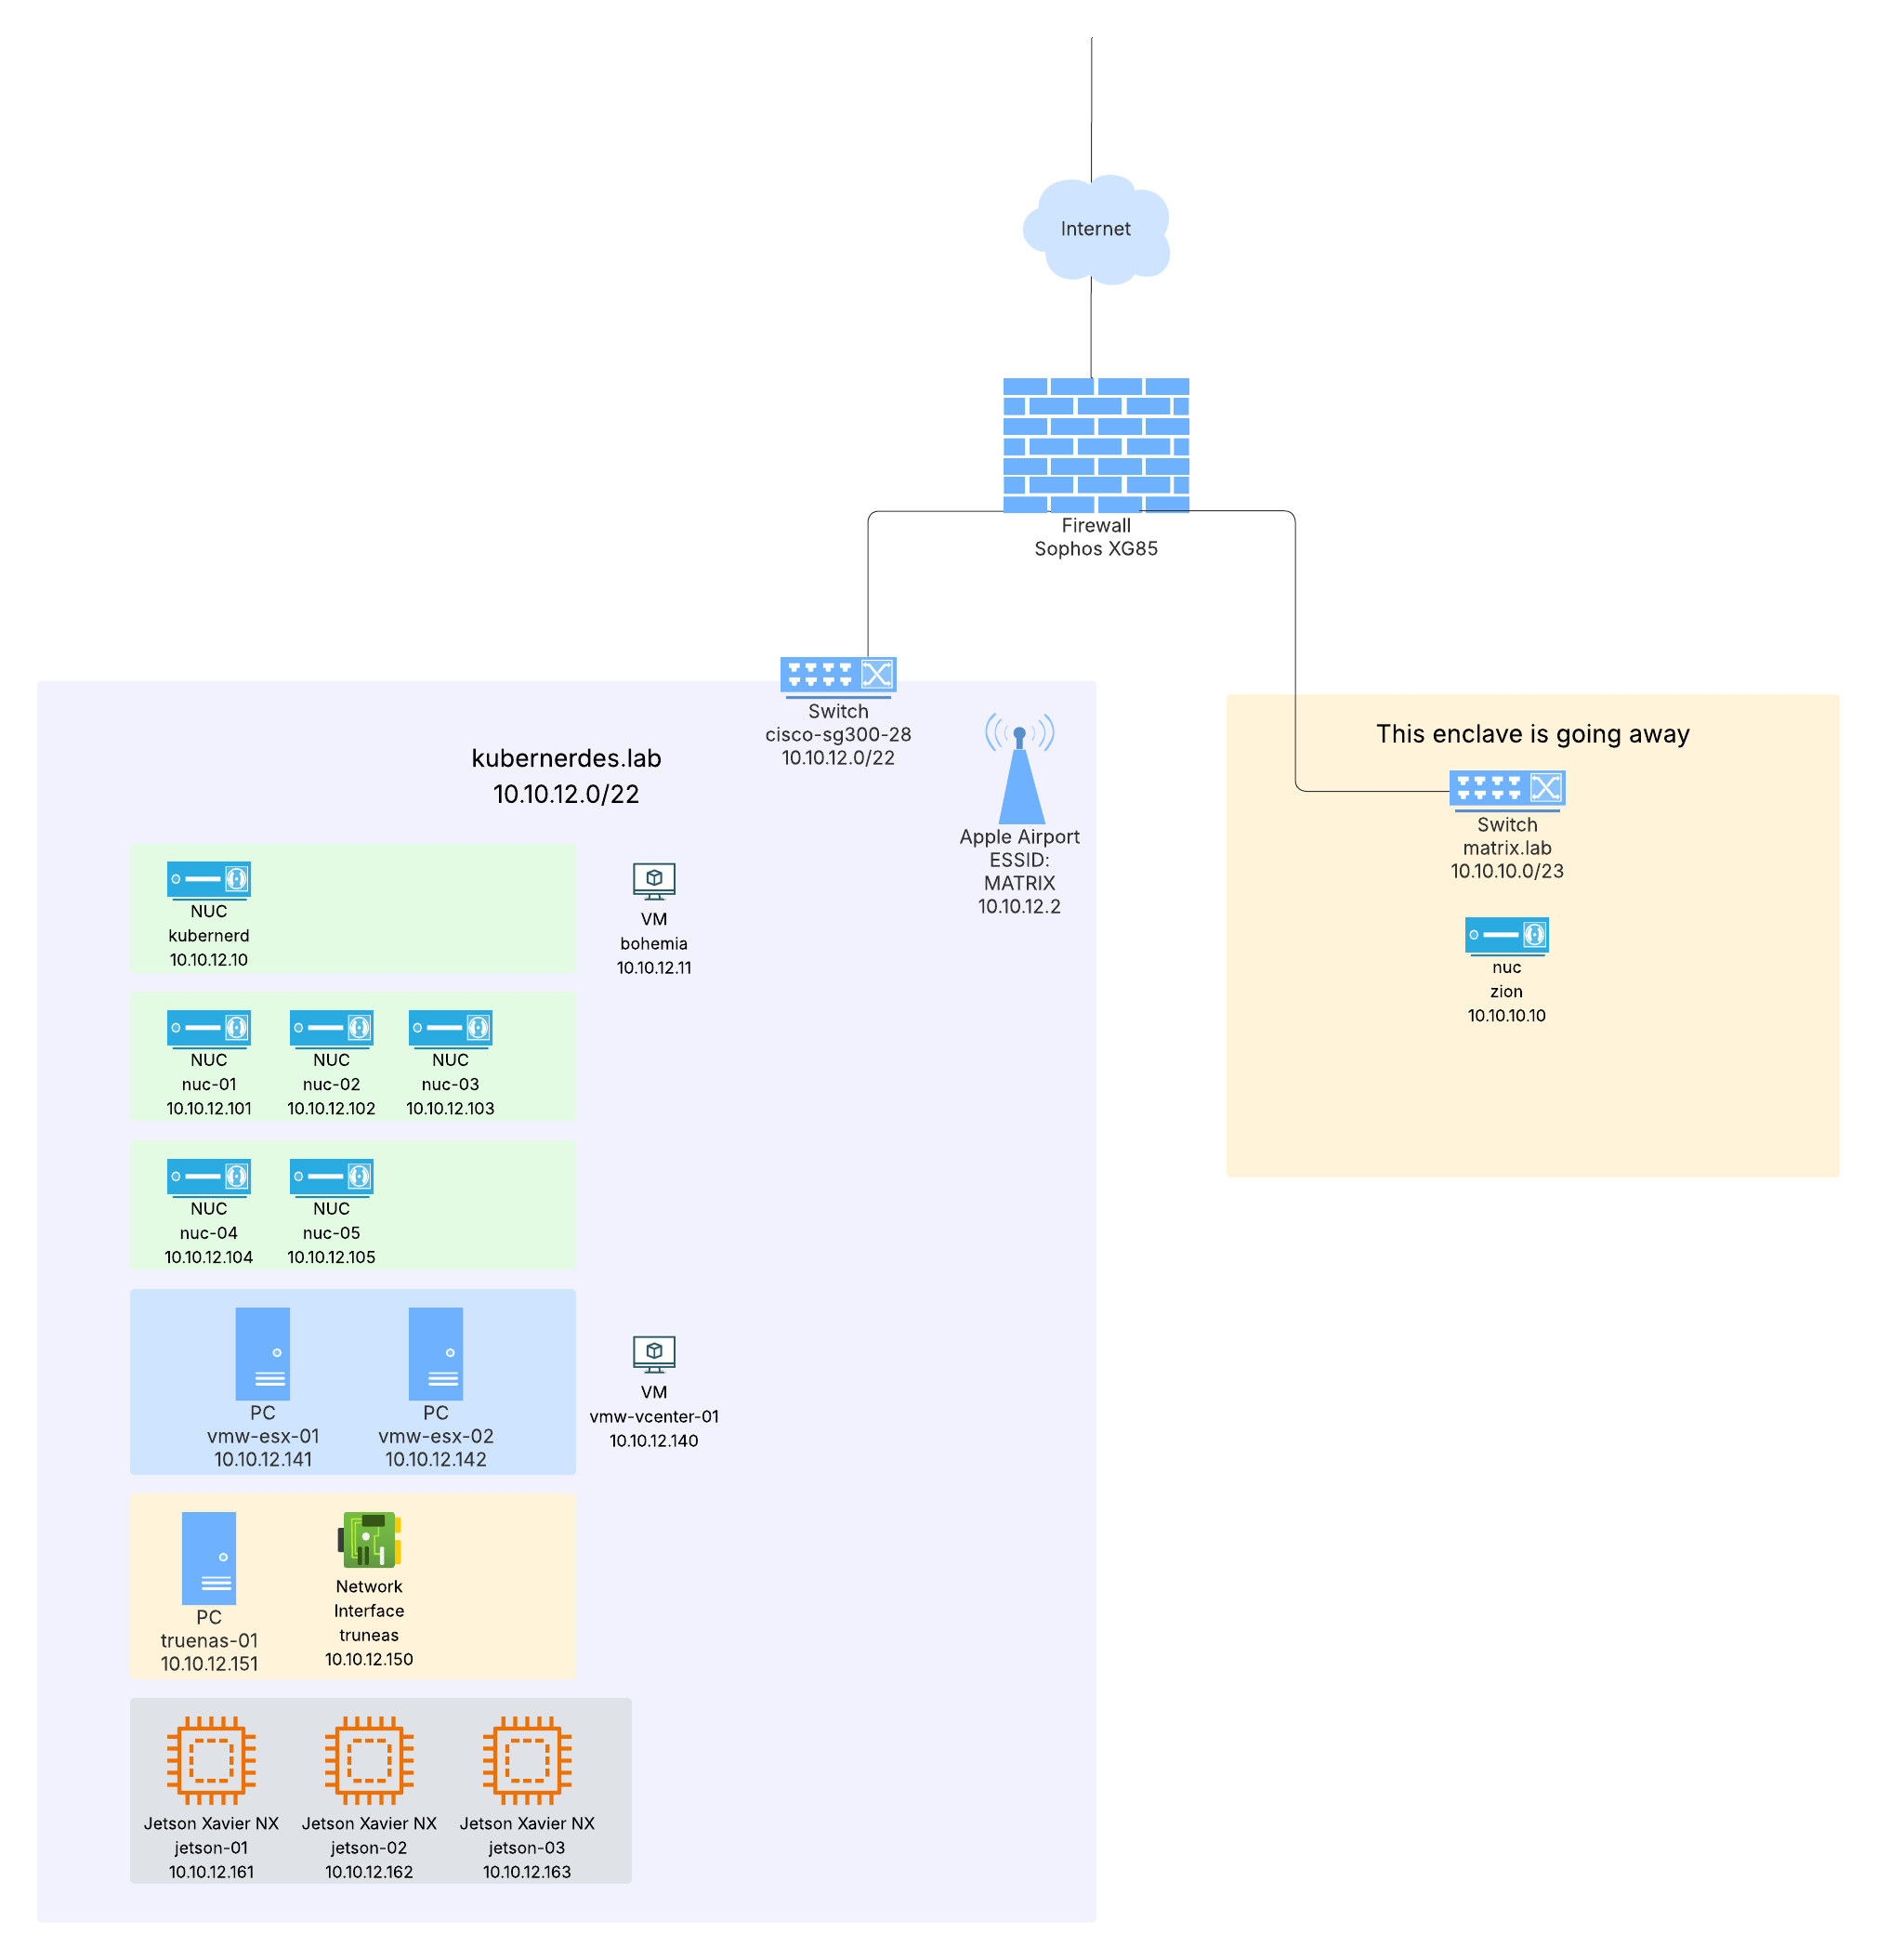 Internet
Firewall
Sophos XG85
Switch
cisco-sg300-28
10.10.12.0/22
kubernerdes.lab
10.10.12.0/22
Apple Airport
ESSID:
MATRIX
10.10.12.2
This enclave is going away
Switch
matrix.lab
10.10.10.0/23
nuc
zion
10.10.10.10
NUC
kubernerd
10.10.12.10
VM
bohemia
10.10.12.11
NUC
nuc-01
10.10.12.101
NUC
nuc-02
10.10.12.102
NUC
nuc-03
10.10.12.103
NUC
nuc-04
10.10.12.104
NUC
nuc-05
10.10.12.105
PC
vmw-esx-01
10.10.12.141
PC
vmw-esx-02
10.10.12.142
VM
vmw-vcenter-01
10.10.12.140
PC
truenas-01
10.10.12.151
Network
Interface
truneas
10.10.12.150
Jetson Xavier NX
jetson-01
10.10.12.161
Jetson Xavier NX
jetson-02
10.10.12.162
Jetson Xavier NX
jetson-03
10.10.12.163